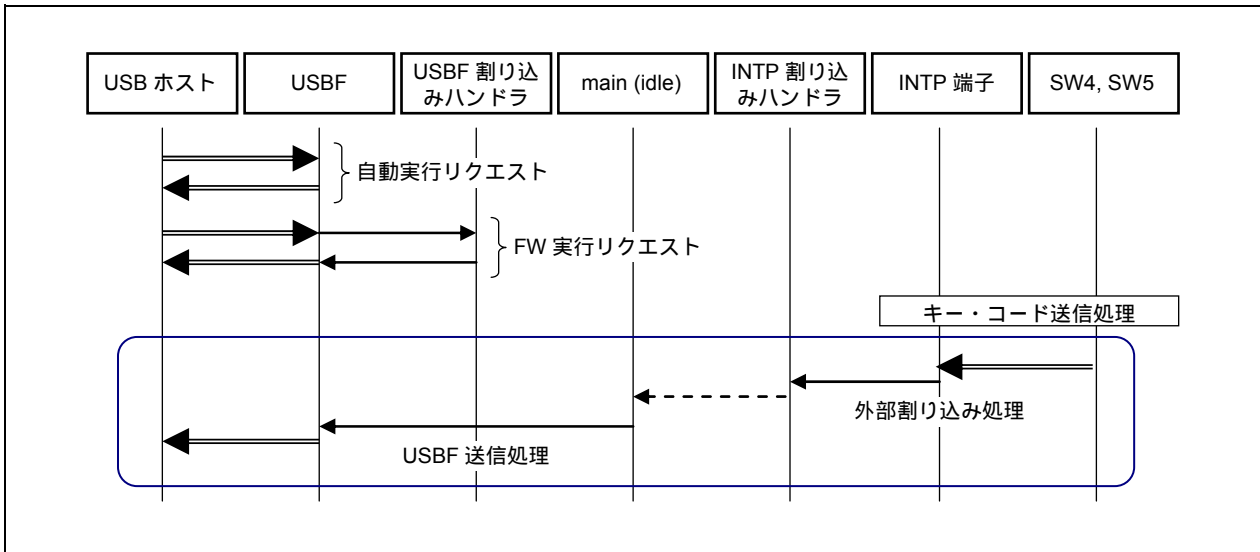 USB ホスト
USBF
USBF 割り込
みハンドラ
main (idle)
INTP 割り込
みハンドラ
INTP 端子
SW4, SW5
自動実行リクエスト
FW 実行リクエスト
キー・コード送信処理
外部割り込み処理
USBF 送信処理